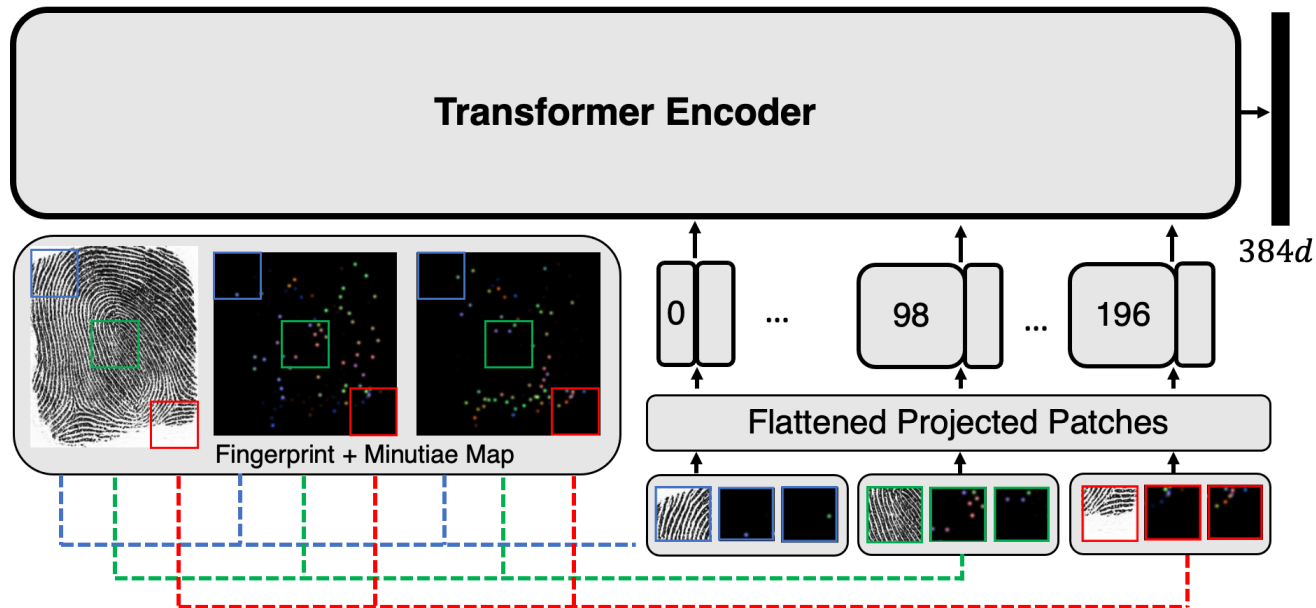 Transformer Encoder
384d
0
...
98
...
196
Flattened Projected Patches
Fingerprint + Minutiae Map